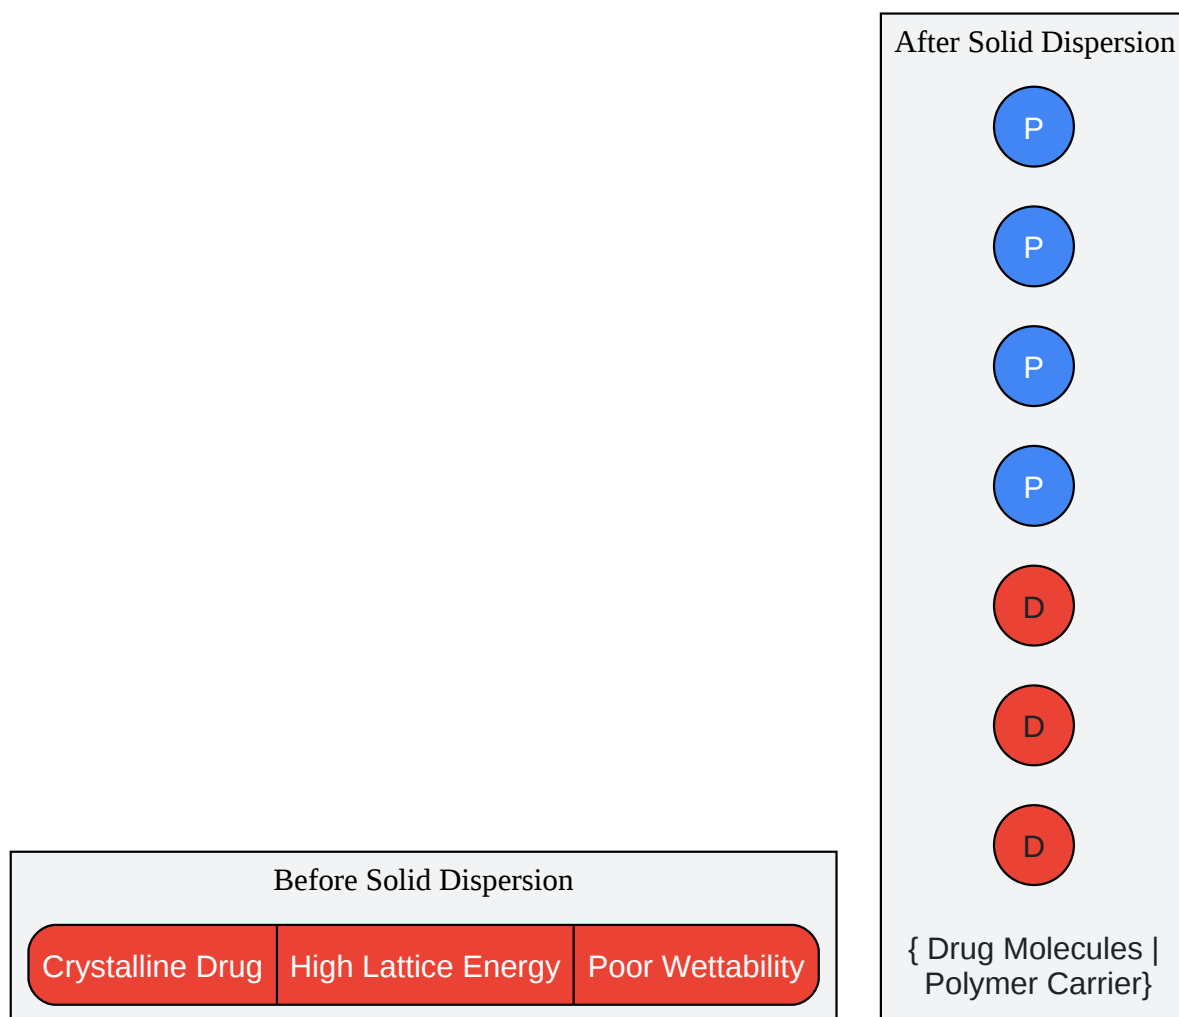 Before Solid Dispersion
Crystalline Drug
High Lattice Energy
Poor Wettability
After Solid Dispersion
P
P
P
P
D
D
D
{ Drug Molecules |
Polymer Carrier}